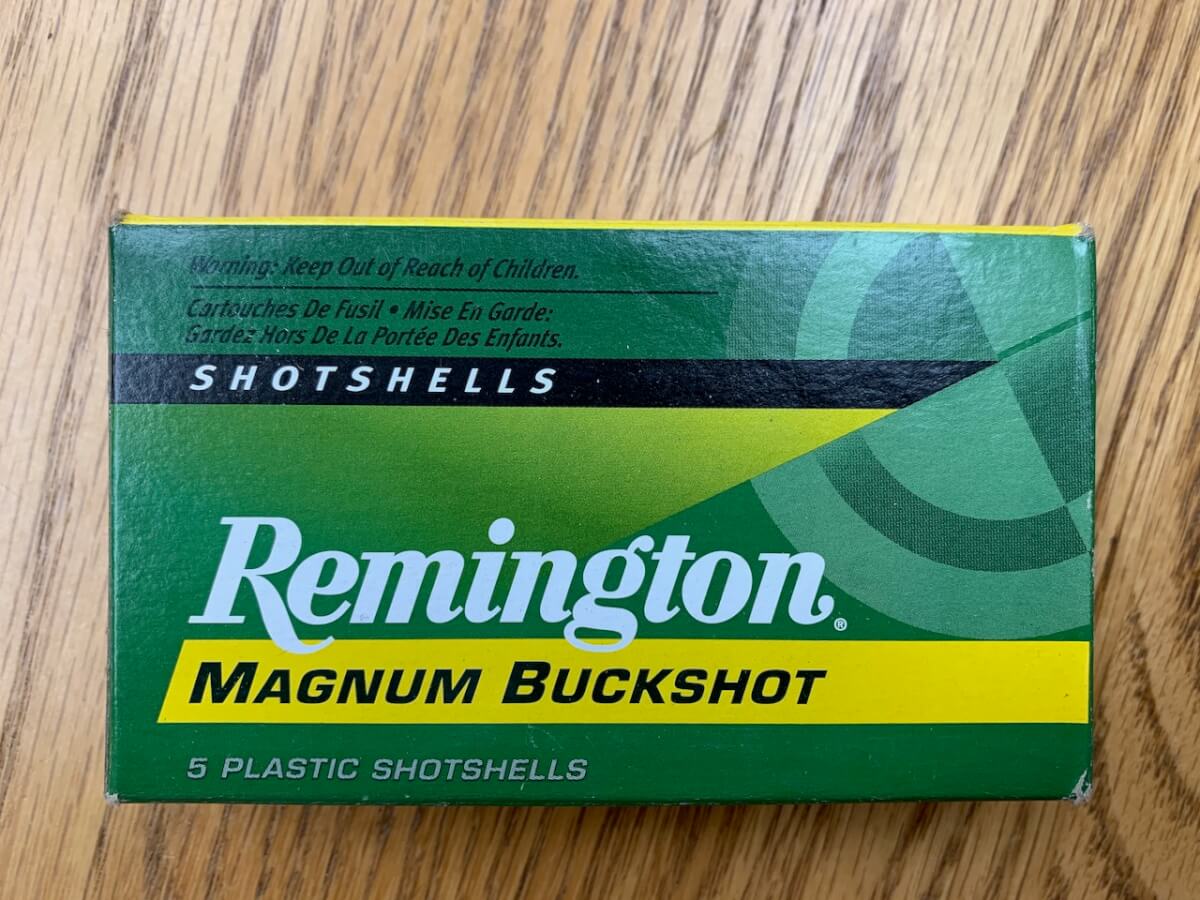 Warning: Keep Out of Reach of Children.
Cartouches De Fusil • Mise En Garde:
Gardez Hors De La Portée Des Enfants.
SHOTSHELLS
Remington®
MAGNUM BUCKSHOT
5 PLASTIC SHOTSHELLS